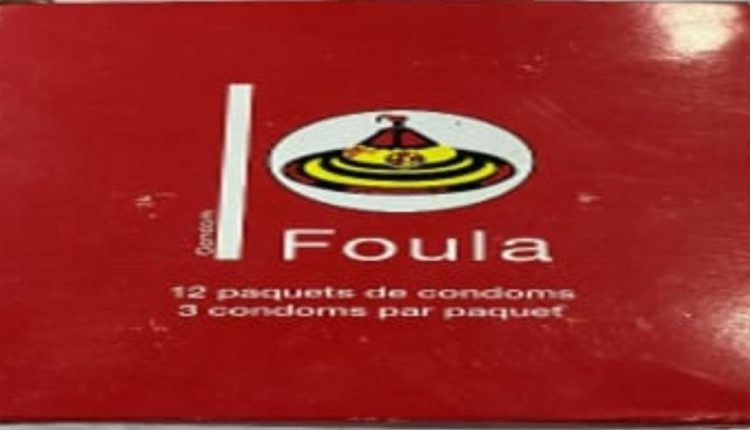 Foula
12 paquets de condoms
3 condoms par paquet